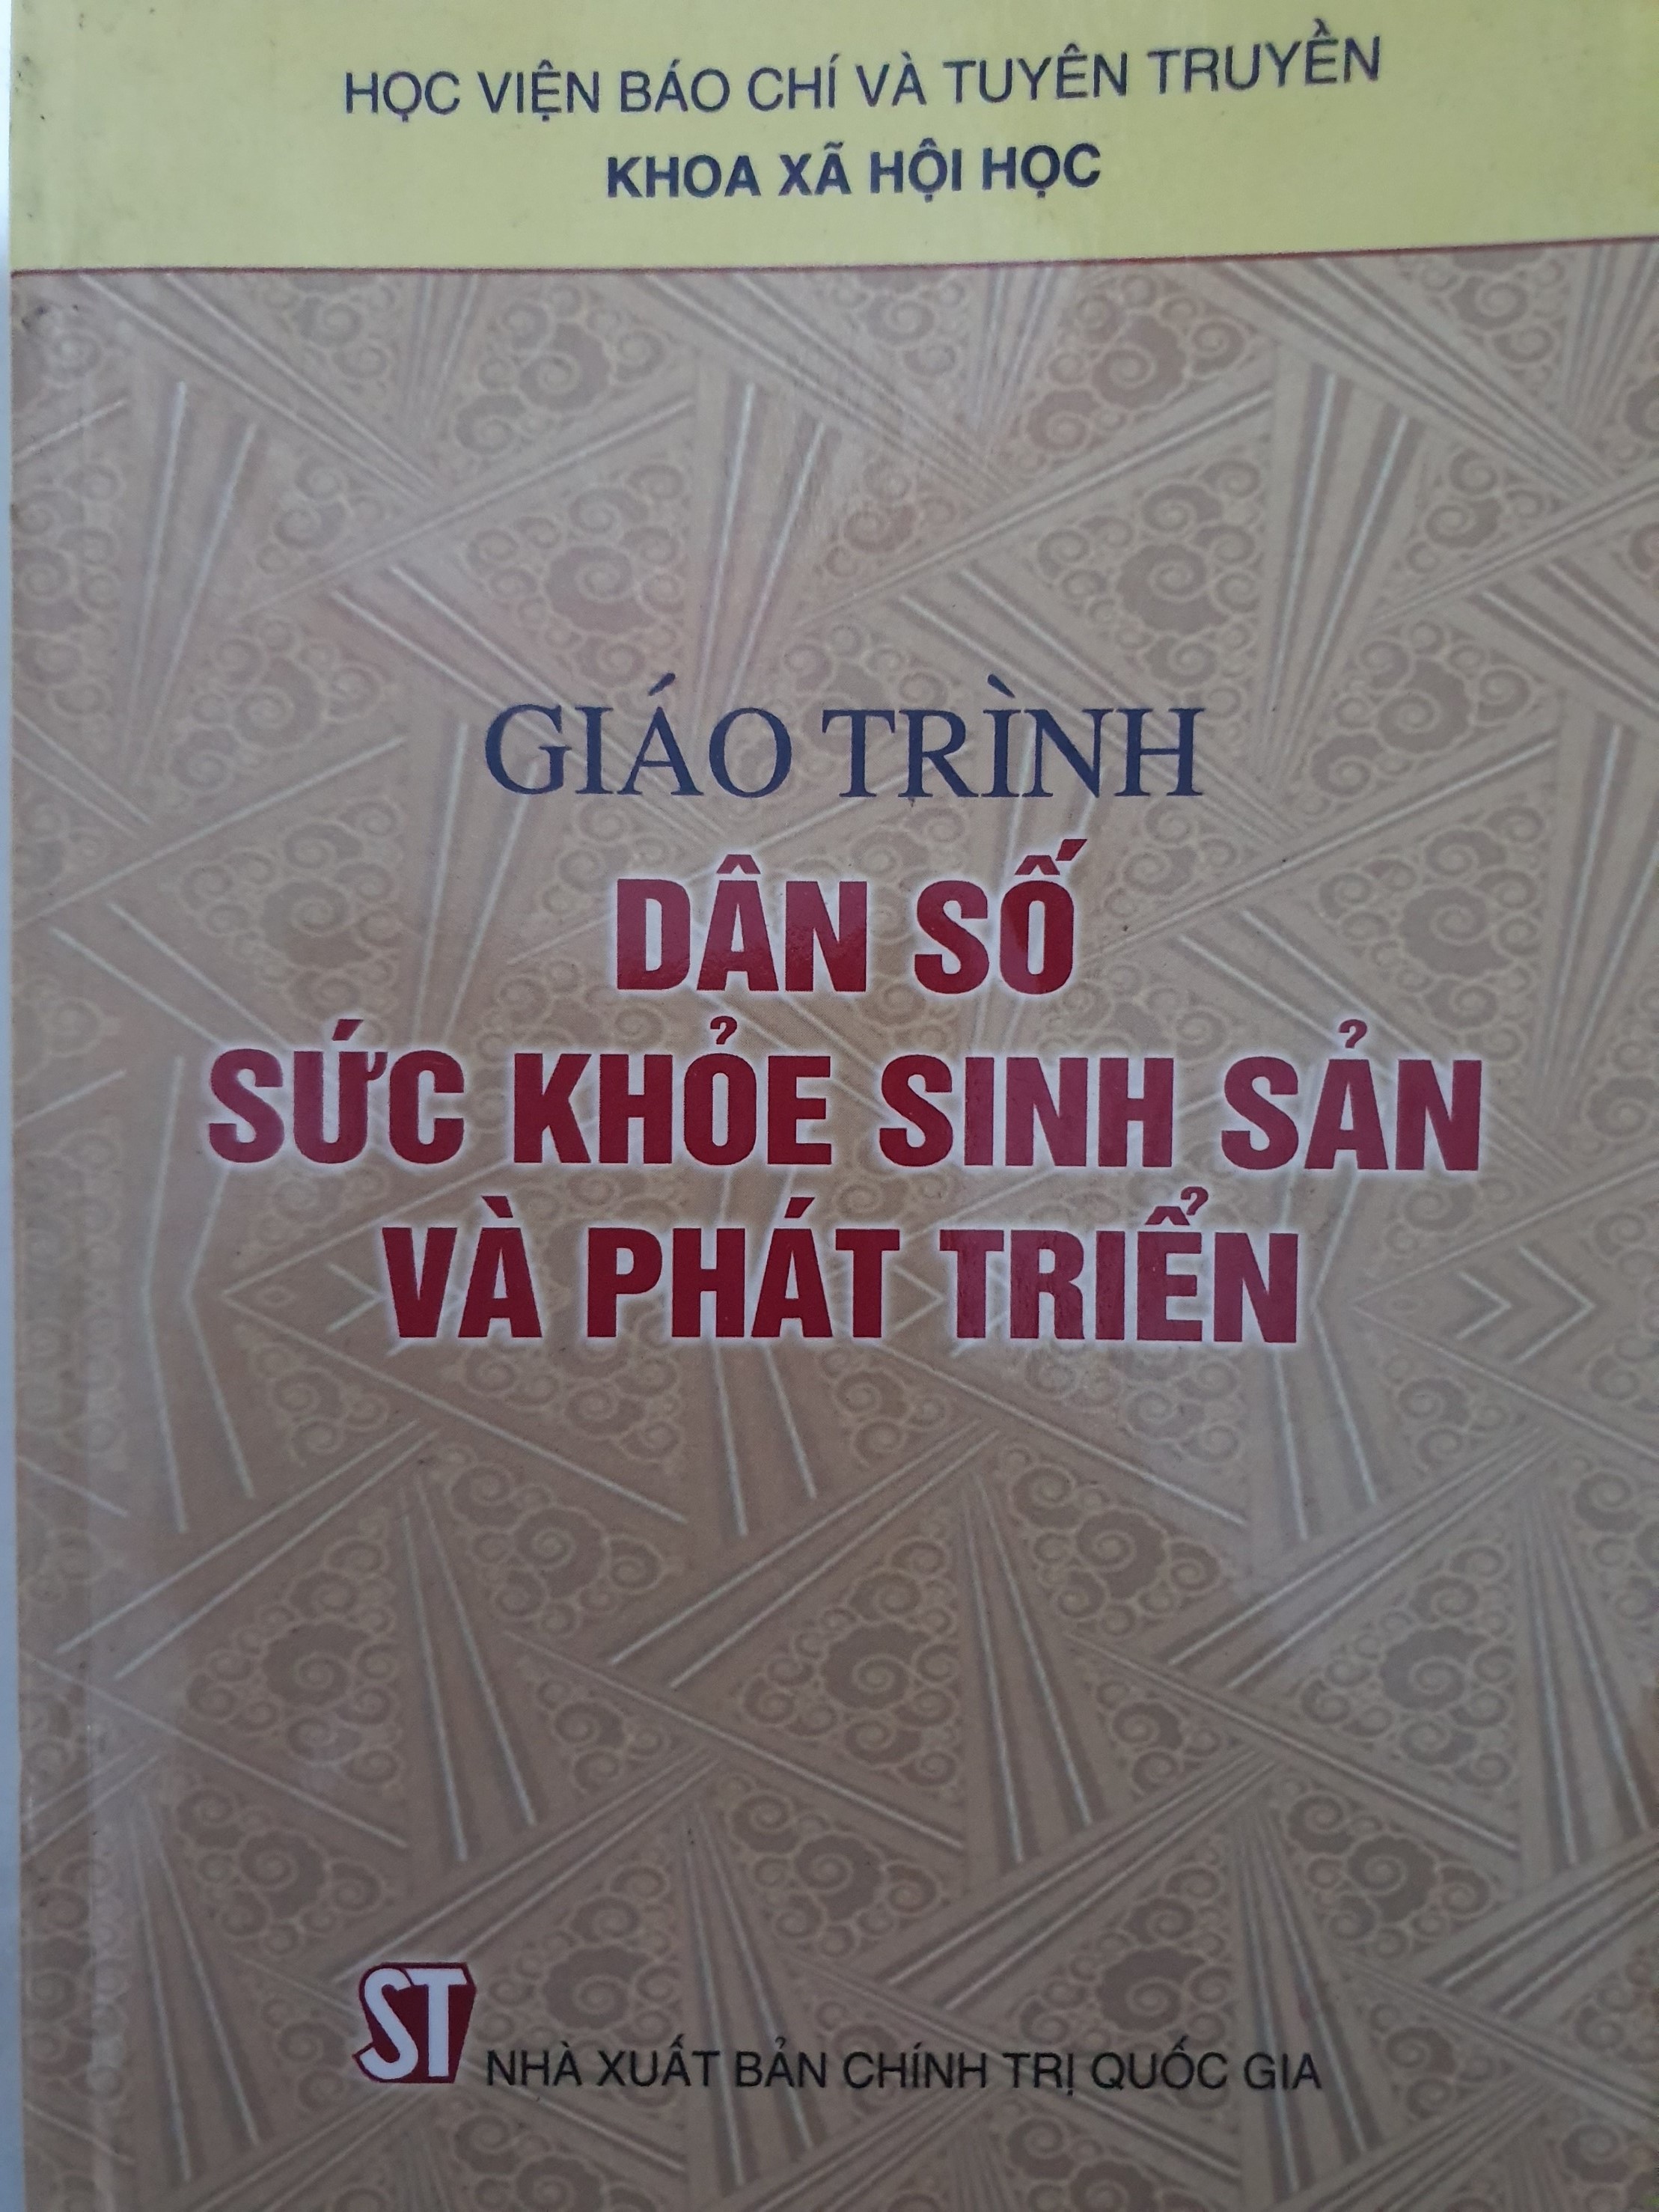 HỌC VIỆN BÁO CHÍ VÀ TUYÊN TRUYỀN
KHOA XÃ HỘI HỌC
GIÁO TRÌNH
DÂN SỐ
SỨC KHỎE SINH SẢN
VÀ PHÁT TRIỂN
ST NHÀ XUẤT BẢN CHÍNH TRỊ QUỐC GIA